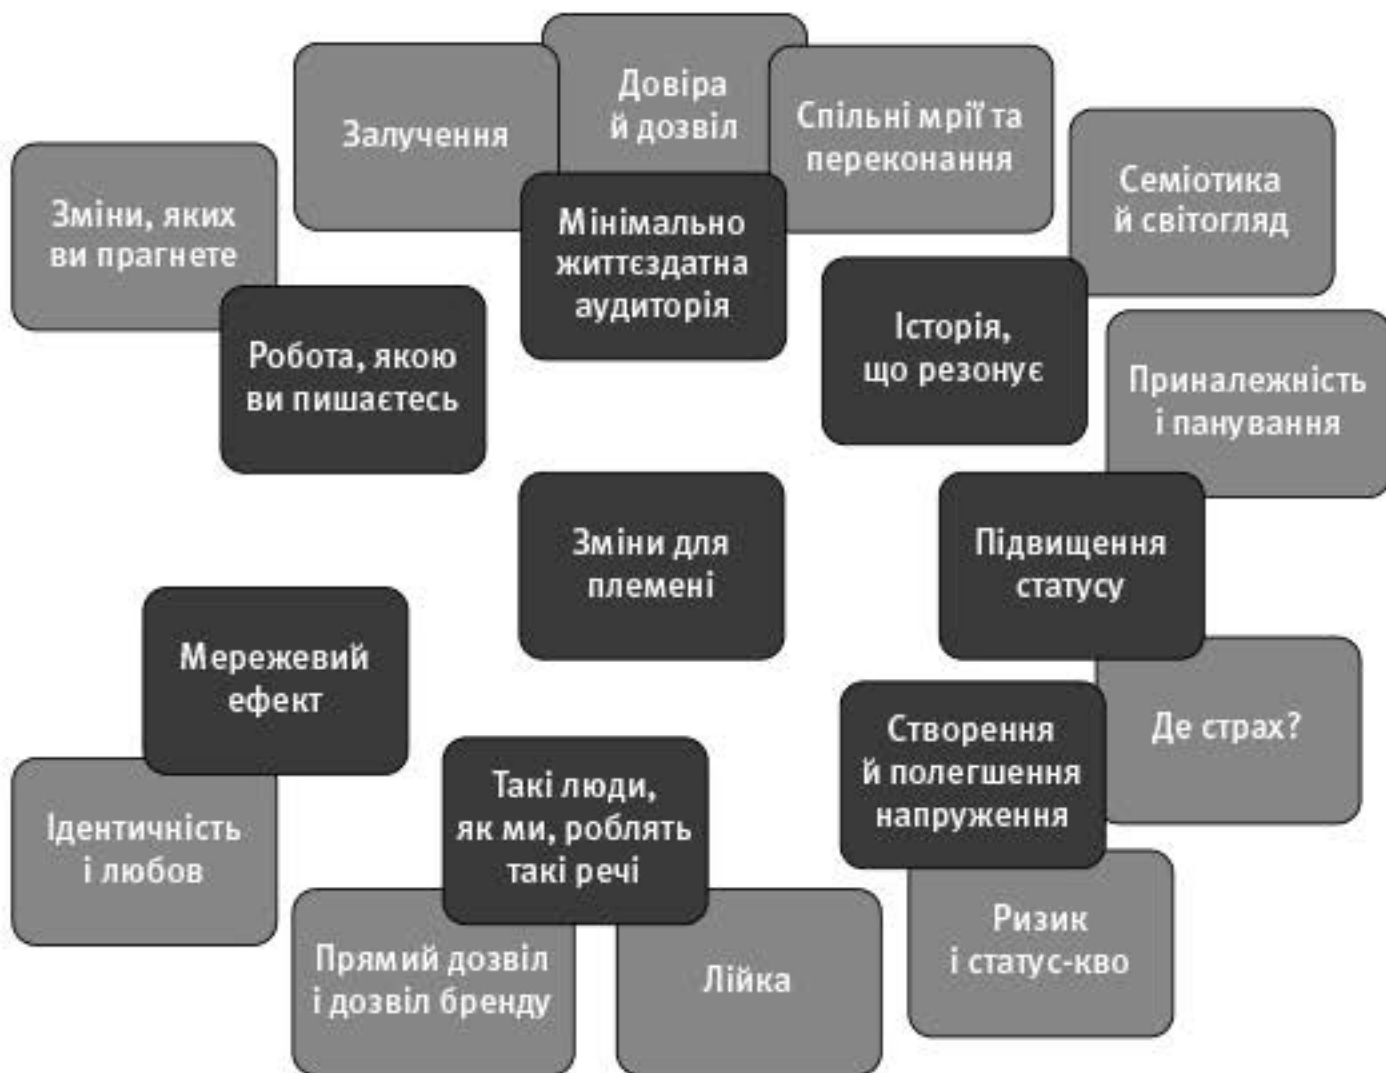 Довіра
й дозвіл
Залучення
Спільні мрії та
переконання
Семіотика
й світогляд
Зміни, яких
ви прагнете
Мінімально
життєздатна
аудиторія
Історія,
що резонує
Робота, якою
ви пишаєтесь
Приналежність
і панування
Зміни для
племені
Підвищення
статусу
Мережевий
ефект
Де страх?
Створення
й полегшення
напруження
Такі люди,
як ми, роблять
такі речі
Ідентичність
і любов
Ризик
і статус-кво
Прямий дозвіл
і дозвіл бренду
Лійка